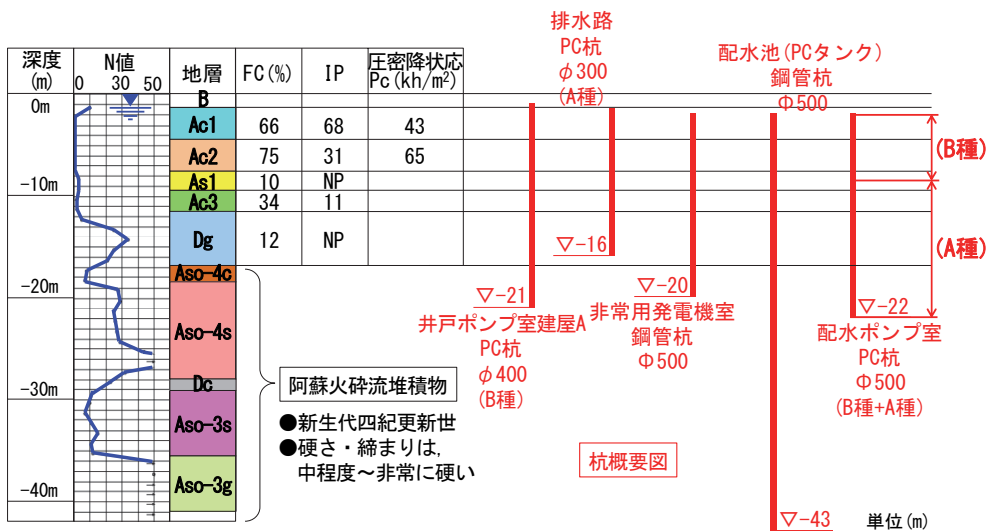 深度
(m)
N値
0 30 50
地層
FC(%)
IP
圧密降状応
Pc(kh/m²)
0m
-10m
-20m
-30m
-40m
B
Ac1 66 68 43
Ac2 75 31 65
As1 10 NP
Ac3 34 11
Dg 12 NP
Aso-4c
Aso-4s
Dc
Aso-3s
Aso-3g
阿蘇火砕流堆積物
●新生代四紀更新世
●硬さ・締まりは,
中程度~非常に硬い
排水路
PC杭
φ300
(A種)
▽-16
▽-21
井戸ポンプ室建屋A
PC杭
φ400
(B種)
▽-20
非常用発電機室
鋼管杭
Φ500
配水池(PCタンク)
鋼管杭
Φ500
▽-43
▽-22
配水ポンプ室
PC杭
Φ500
(B種+A種)
(B種)
(A種)
杭概要図
単位(m)